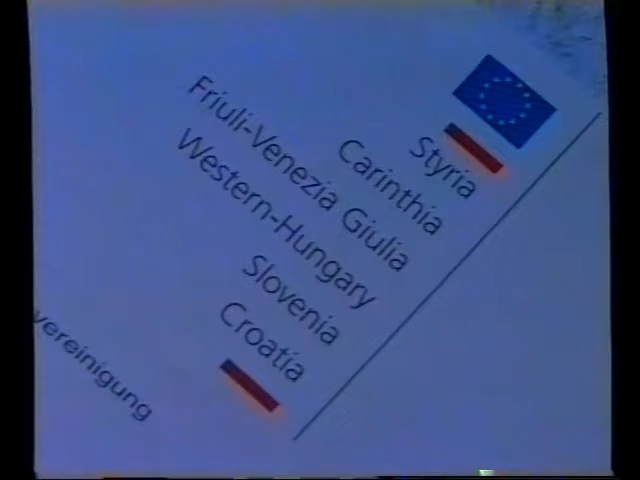 Styria
Carinthia
Friuli-Venezia Giulia
Western-Hungary
Slovenia
Croatia
vereinigung